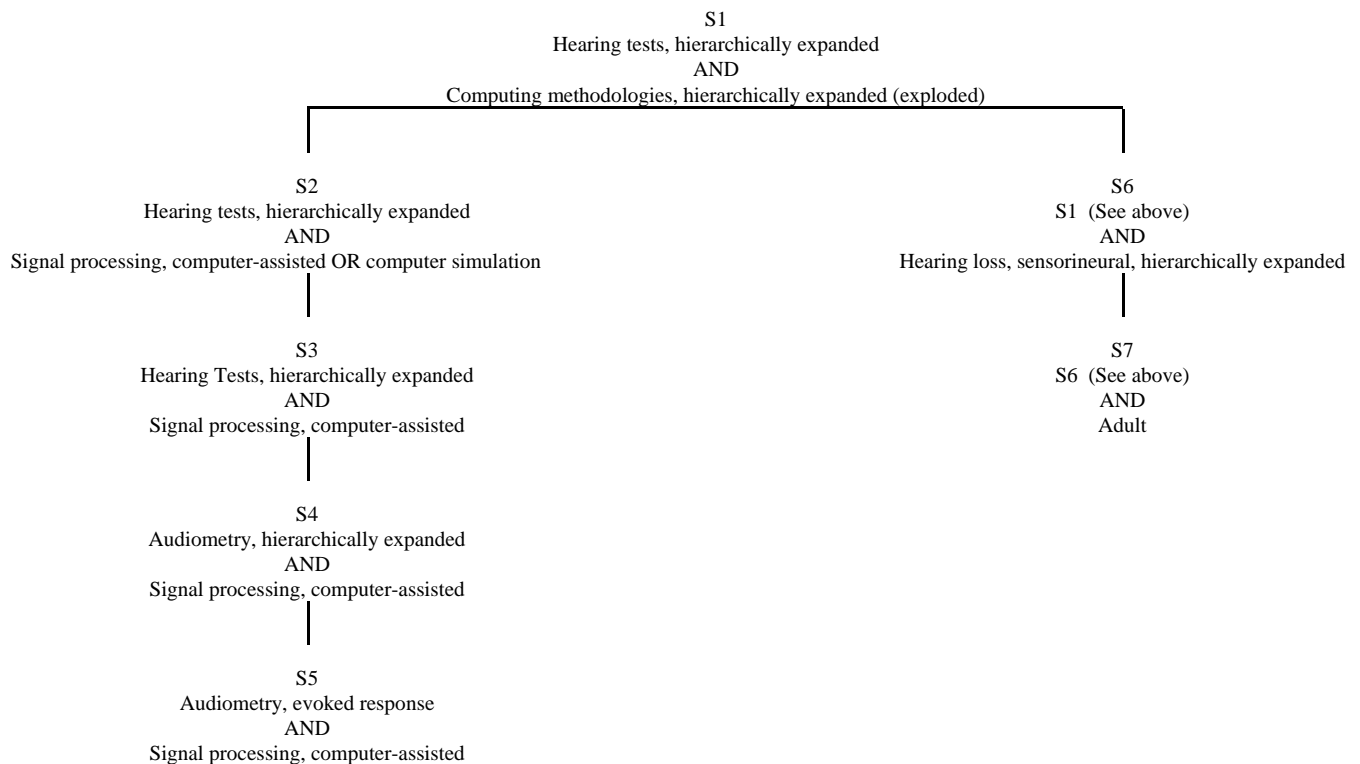 S1
Hearing tests, hierarchically expanded
AND
Computing methodologies, hierarchically expanded (exploded)
S2
Hearing tests, hierarchically expanded
AND
Signal processing, computer-assisted OR computer simulation
S3
Hearing Tests, hierarchically expanded
AND
Signal processing, computer-assisted
S4
Audiometry, hierarchically expanded
AND
Signal processing, computer-assisted
S5
Audiometry, evoked response
AND
Signal processing, computer-assisted
S6
S1 (See above)
AND
Hearing loss, sensorineural, hierarchically expanded
S7
S6 (See above)
AND
Adult